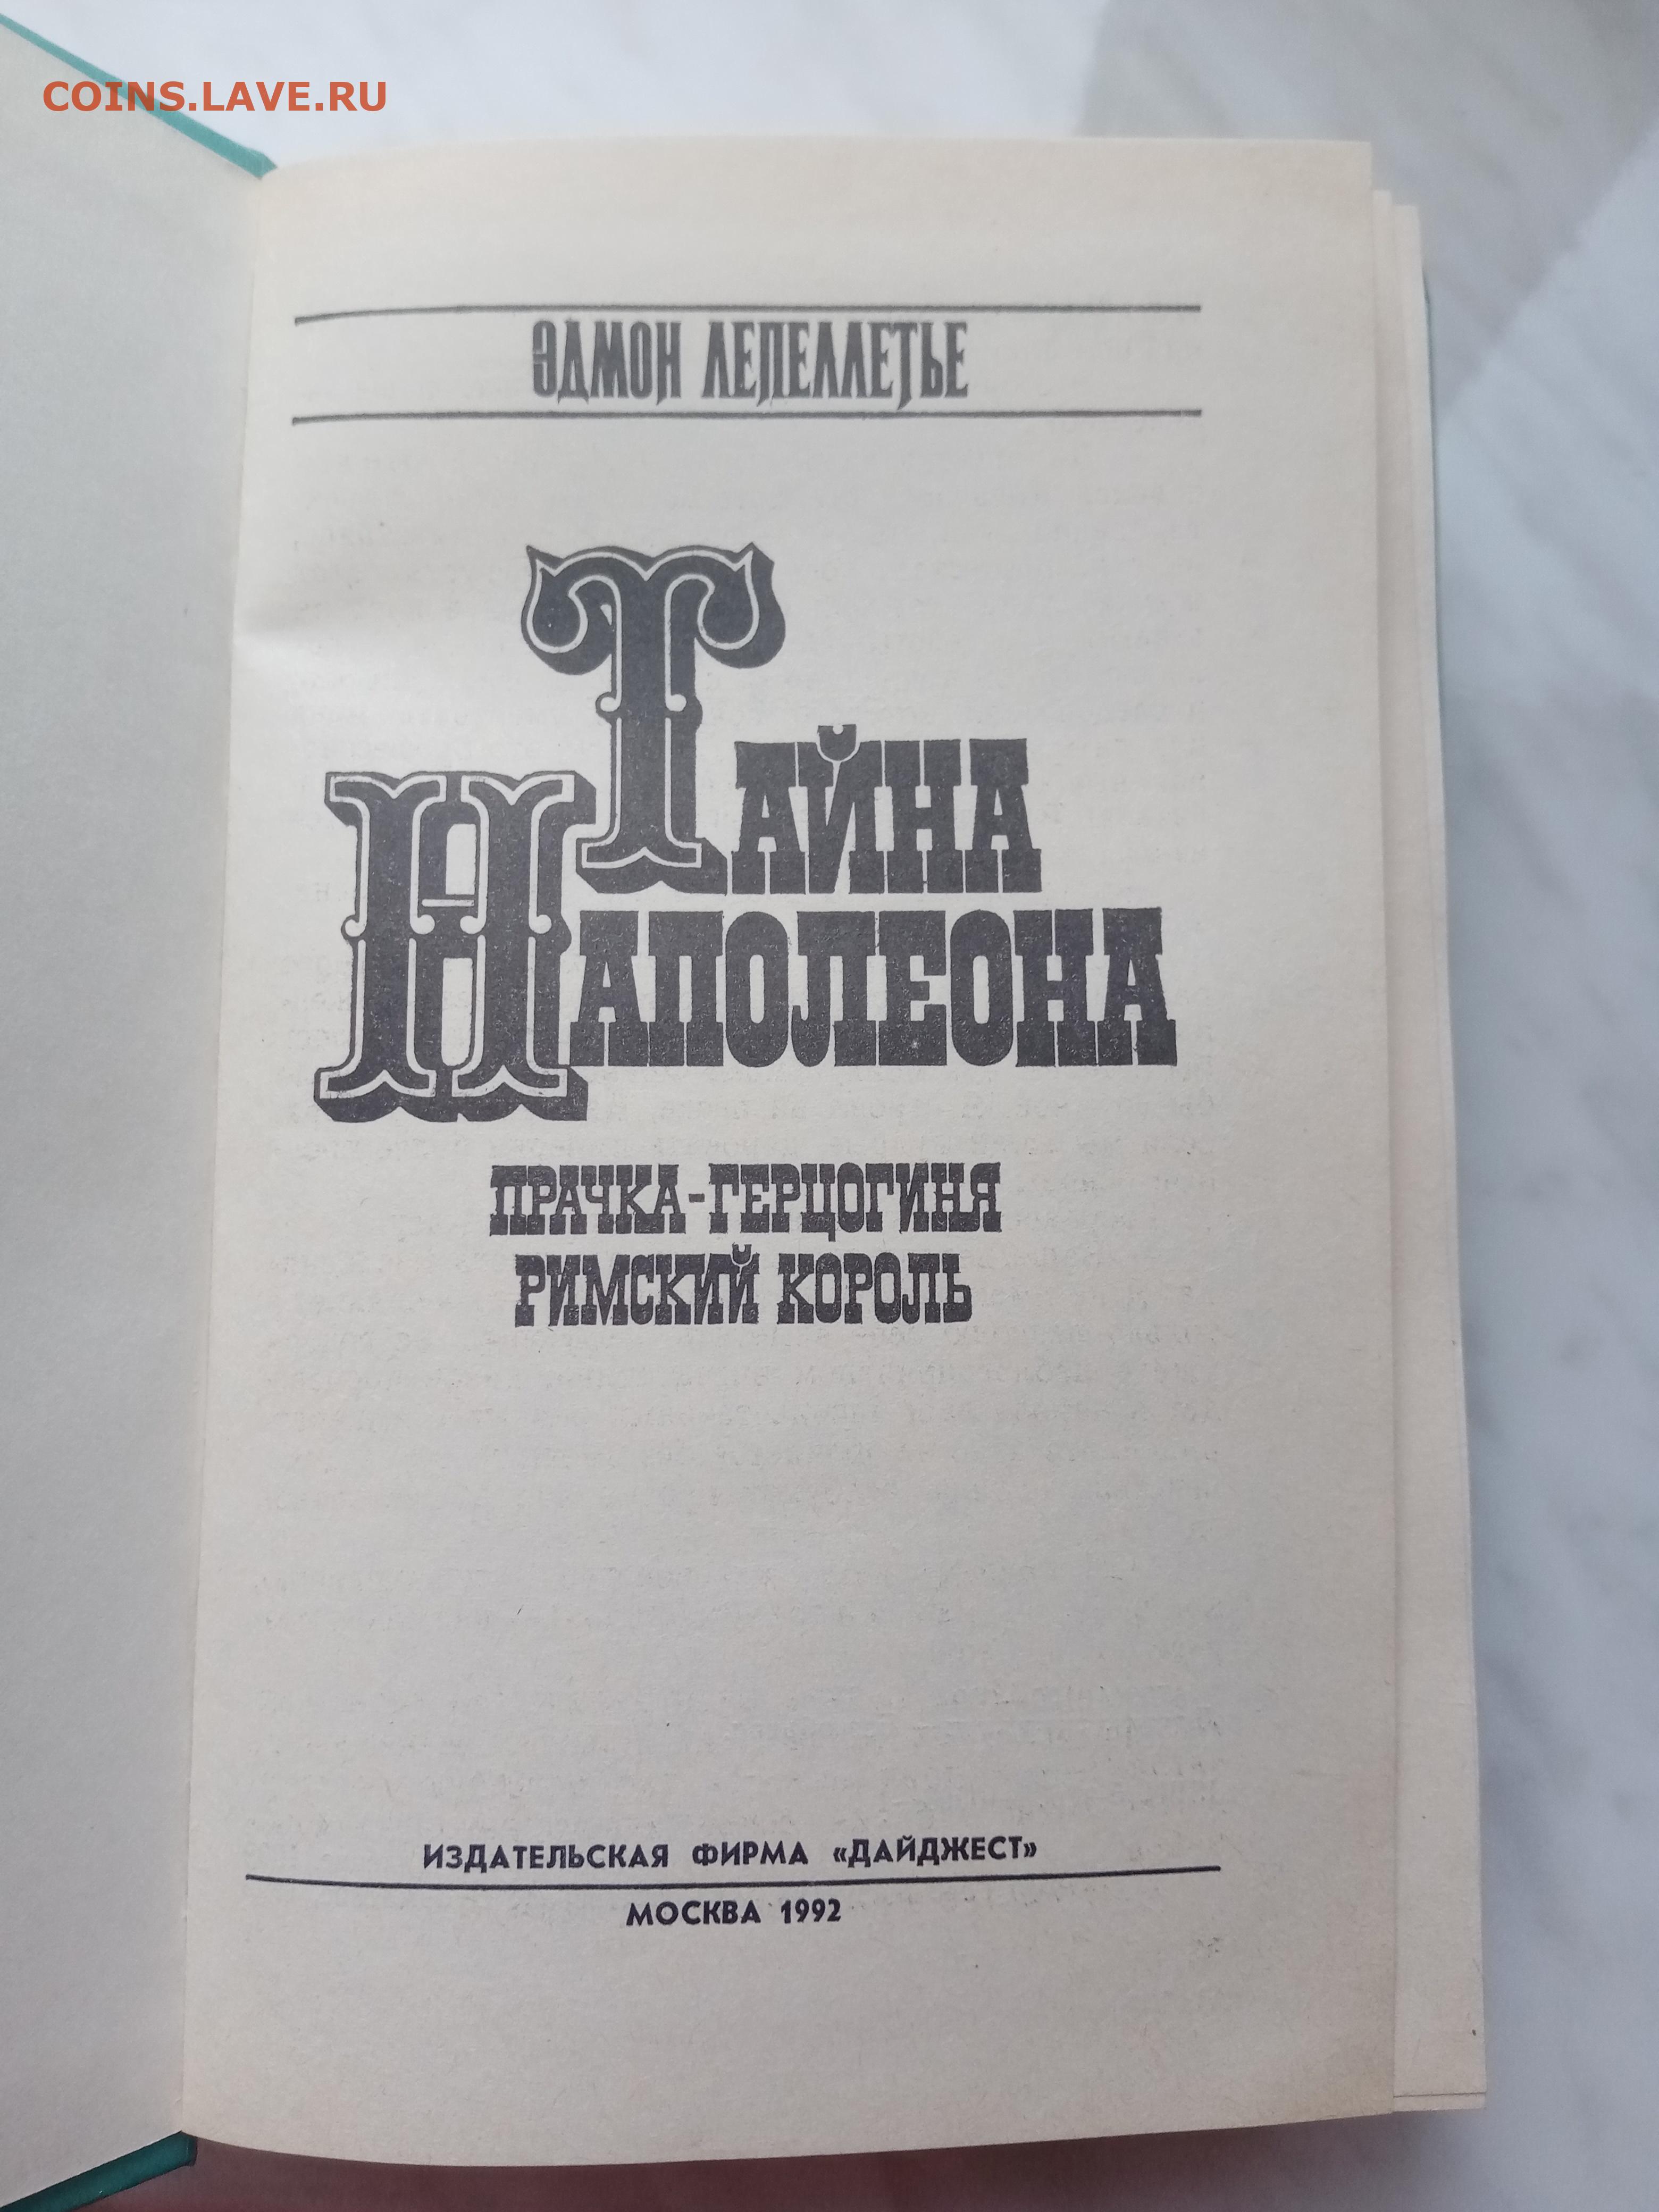 COINS.LAVE.RU
ЭДМОН ЛЕПЕЛЛЕТЬЕ
ТАЙНА
НАПОЛЕОНА
ПРАЧКА-ГЕРЦОГИНЯ
РИМСКИЙ КОРОЛЬ
ИЗДАТЕЛЬСКАЯ ФИРМА «ДАЙДЖЕСТ»
МОСКВА 1992